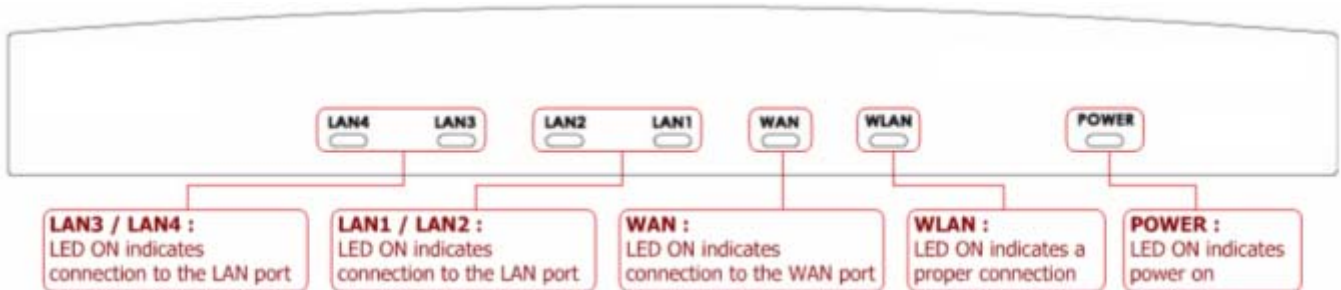 LAN4 LAN3 LAN2 LAN1 WAN WLAN POWER
LAN3 / LAN4 :
LED ON indicates
connection to the LAN port
LAN1 / LAN2 :
LED ON indicates
connection to the LAN port
WAN :
LED ON indicates
connection to the WAN port
WLAN :
LED ON indicates a
proper connection
POWER :
LED ON indicates
power on